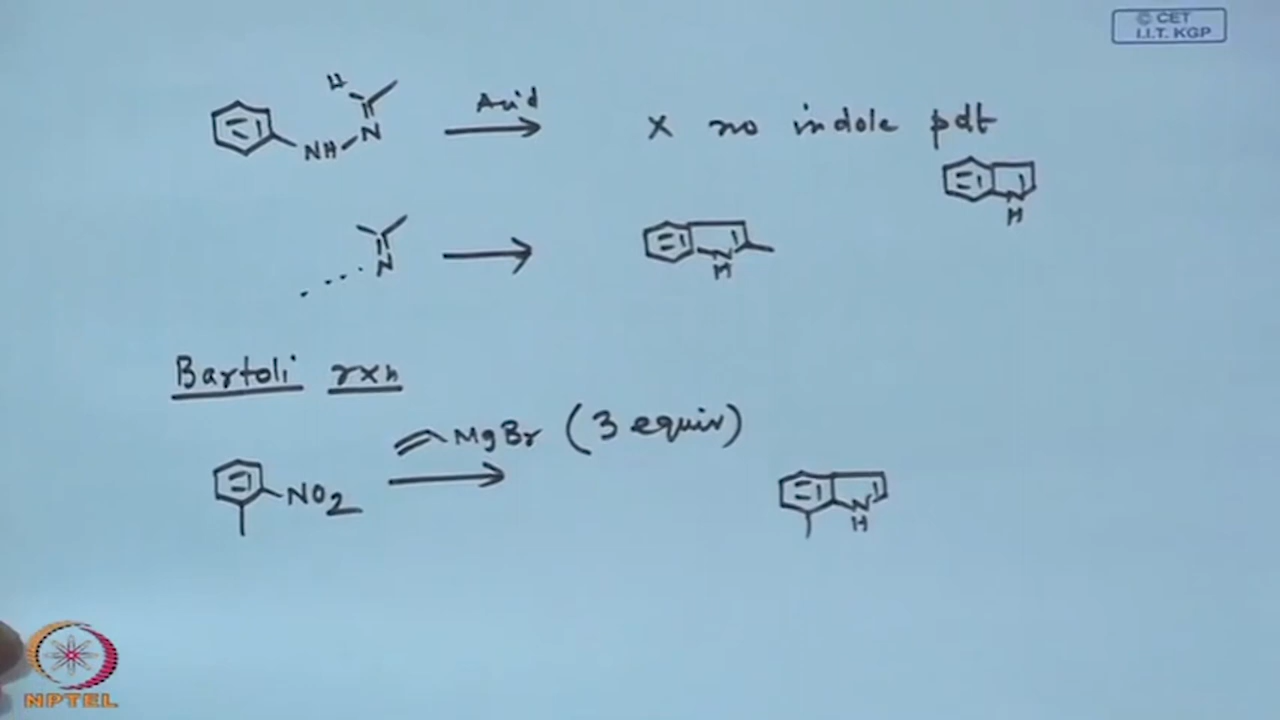 © CET
I.I.T. KGP
H
Acid
NH
N
x no indole pdt
N
H
N
N
H
Bartoli rxn
MgBr (3 equiv)
NO2
N
H
NPTEL